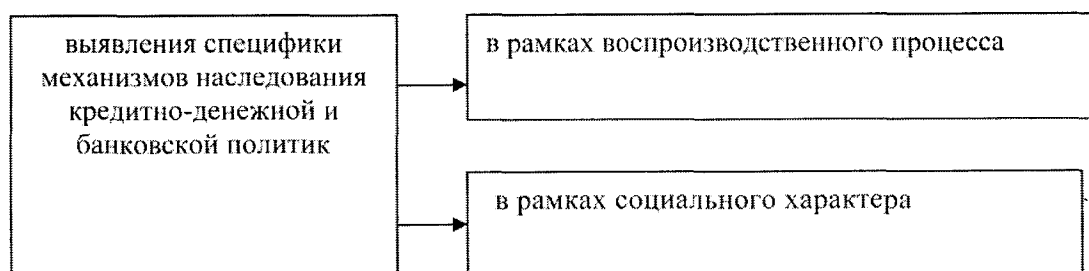 выявления специфики
механизмов наследования
кредитно-денежной и
банковской политик
в рамках воспроизводственного процесса
в рамках социального характера